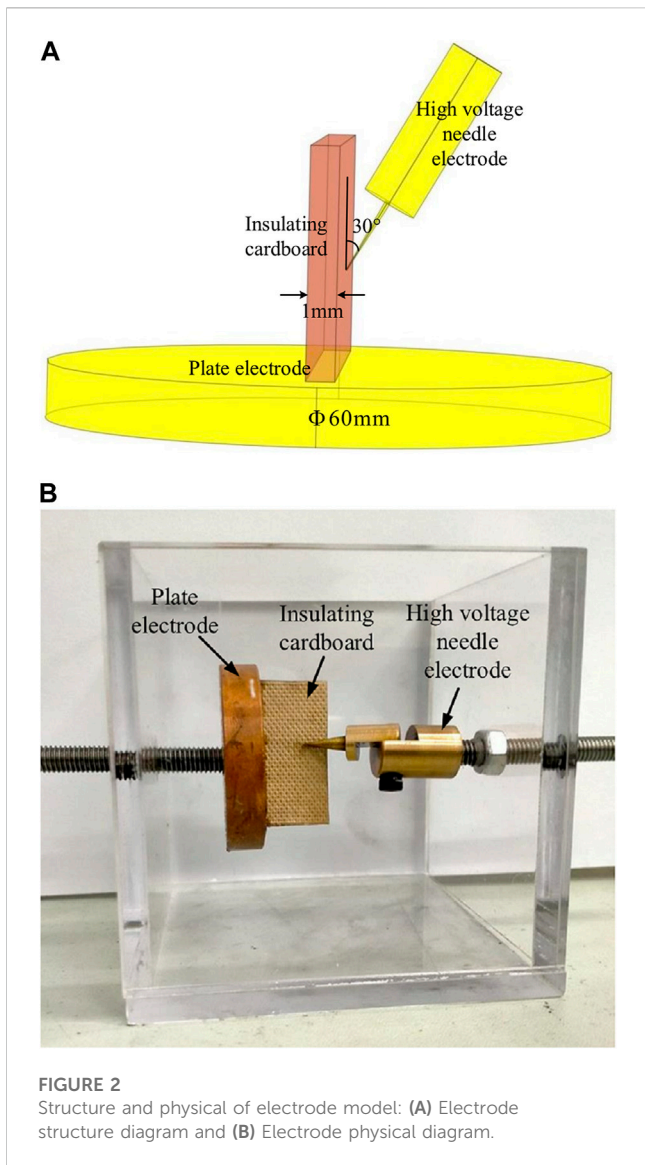 A
High voltage
needle
electrode
Insulating
cardboard
30°
1mm
Plate electrode
Φ60mm
B
Plate
electrode
Insulating
cardboard
High voltage
needle
electrode
FIGURE 2
Structure and physical of electrode model: (A) Electrode
structure diagram and (B) Electrode physical diagram.